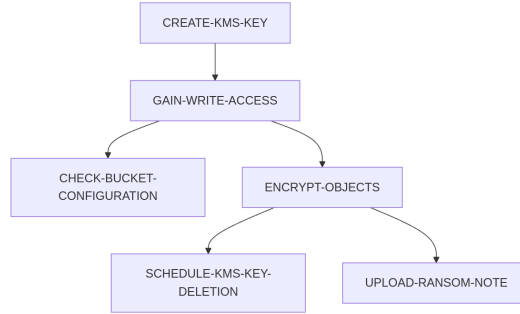 CREATE-KMS-KEY
GAIN-WRITE-ACCESS
CHECK-BUCKET-
CONFIGURATION
ENCRYPT-OBJECTS
SCHEDULE-KMS-KEY-
DELETION
UPLOAD-RANSOM-NOTE